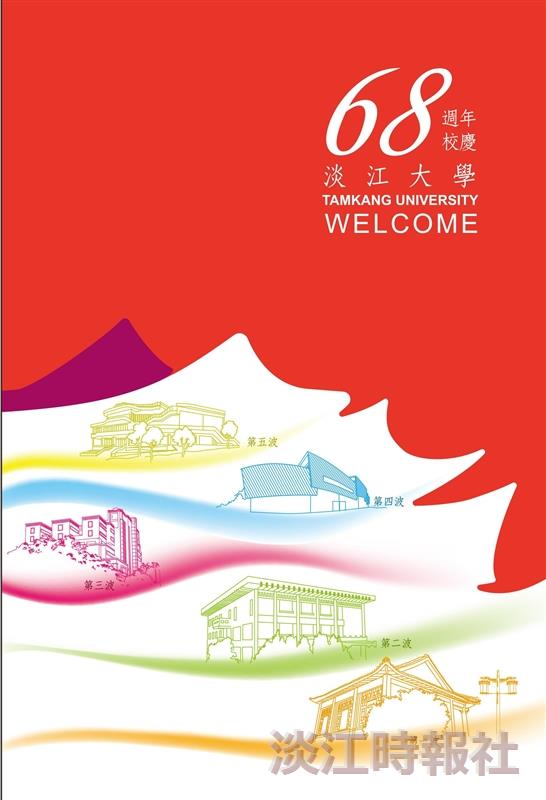 68 週年
校慶
淡江大學
TAMKANG UNIVERSITY
WELCOME
第五波
第四波
第三波
第二波
淡江時報社